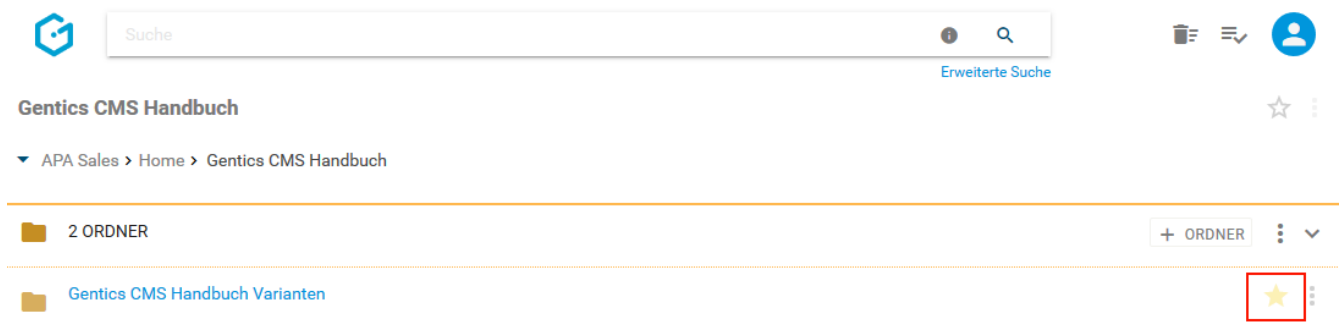 Suche
Erweiterte Suche
Gentics CMS Handbuch
APA Sales > Home > Gentics CMS Handbuch
2 ORDNER
+ ORDNER
Gentics CMS Handbuch Varianten